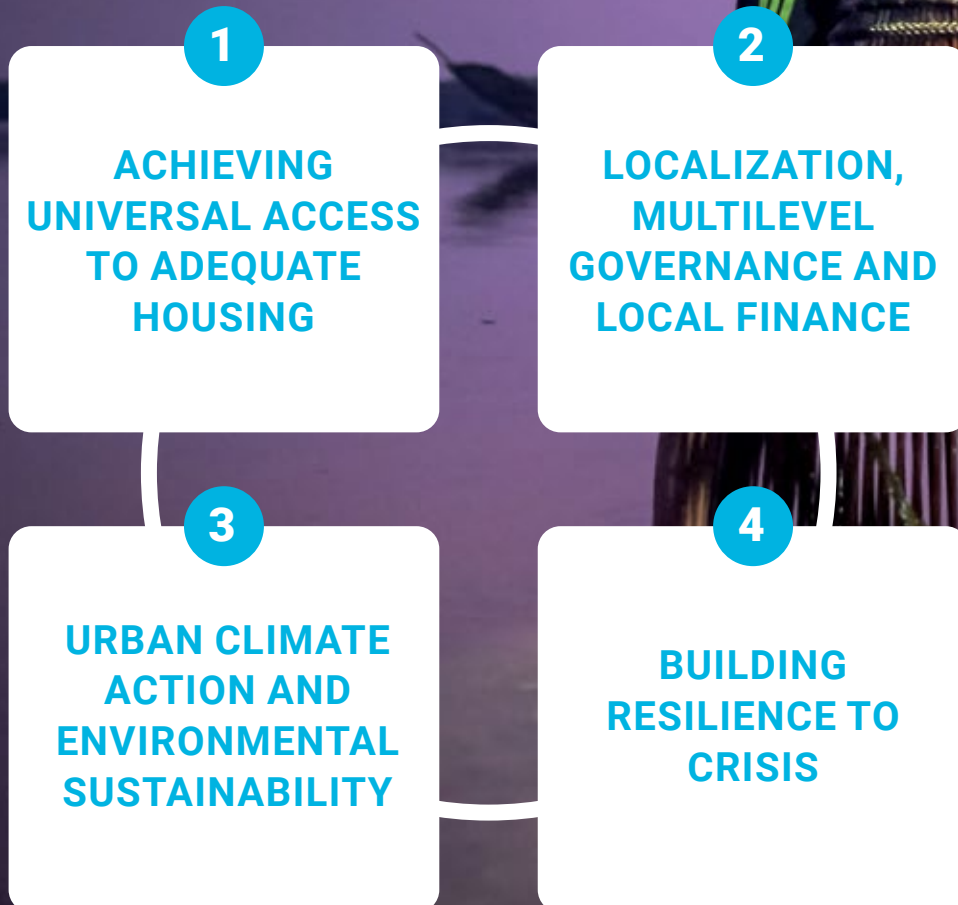 1
ACHIEVING
UNIVERSAL ACCESS
TO ADEQUATE
HOUSING
2
LOCALIZATION,
MULTILEVEL
GOVERNANCE AND
LOCAL FINANCE
3
URBAN CLIMATE
ACTION AND
ENVIRONMENTAL
SUSTAINABILITY
4
BUILDING
RESILIENCE TO
CRISIS